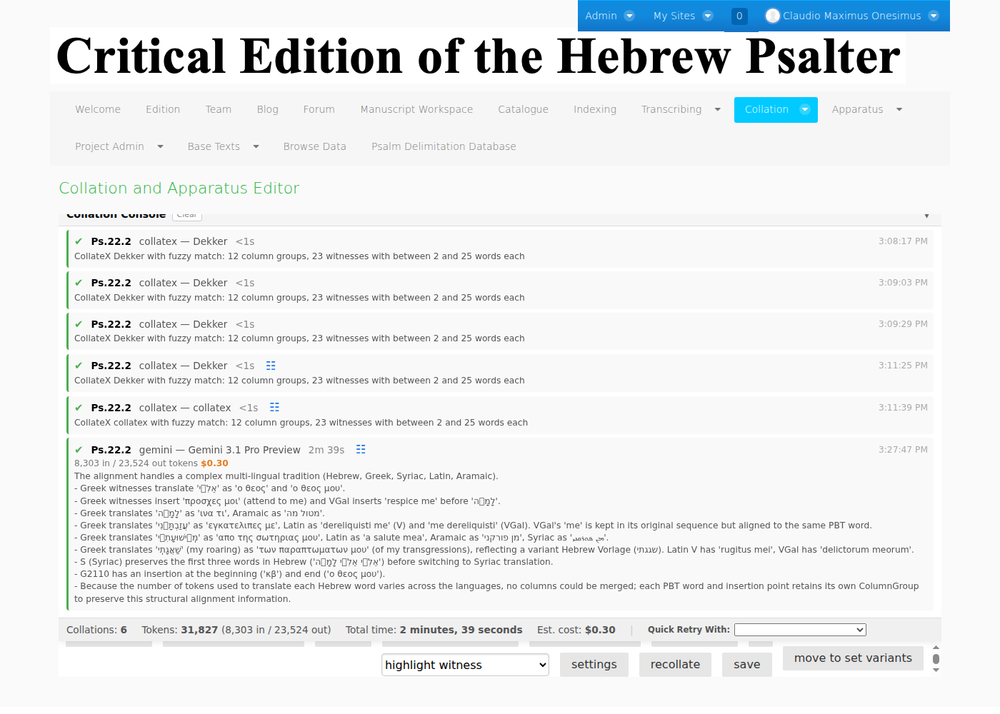 Admin My Sites 0 Claudio Maximus Onesimus
Critical Edition of the Hebrew Psalter
Welcome Edition Team Blog Forum Manuscript Workspace Catalogue Indexing Transcribing Collation Apparatus
Project Admin Base Texts Browse Data Psalm Delimitation Database
Collation and Apparatus Editor
Collation Console Clear
✔ Ps.22.2 collatex — Dekker <1s 3:08:17 PM
CollateX Dekker with fuzzy match: 12 column groups, 23 witnesses with between 2 and 25 words each
✔ Ps.22.2 collatex — Dekker <1s 3:09:03 PM
CollateX Dekker with fuzzy match: 12 column groups, 23 witnesses with between 2 and 25 words each
✔ Ps.22.2 collatex — Dekker <1s 3:09:29 PM
CollateX Dekker with fuzzy match: 12 column groups, 23 witnesses with between 2 and 25 words each
✔ Ps.22.2 collatex — Dekker <1s 3:11:25 PM
CollateX Dekker with fuzzy match: 12 column groups, 23 witnesses with between 2 and 25 words each
✔ Ps.22.2 collatex — collatex <1s 3:11:39 PM
CollateX collatex with fuzzy match: 12 column groups, 23 witnesses with between 2 and 25 words each
✔ Ps.22.2 gemini — Gemini 3.1 Pro Preview 2m 39s 3:27:47 PM
8,303 in / 23,524 out tokens $0.30
The alignment handles a complex multi-lingual tradition (Hebrew, Greek, Syriac, Latin, Aramaic).
- Greek witnesses translate 'אֵלִי' as 'ο θεος' and 'ο θεος μου'.
- Greek witnesses insert 'προσχες μοι' (attend to me) and VGal inserts 'respice me' before 'לָמָה'.
- Greek translates 'לָמָה' as 'ινα τι', Aramaic as 'מטול מה'.
- Greek translates 'עֲזַבְתָּנִי' as 'εγκατελιπες με', Latin as 'dereliquisti me' (V) and 'me dereliquisti' (VGal). VGal's 'me' is kept in its original sequence but aligned to the same PBT word.
- Greek translates 'מִישׁוּעָתִי' as 'απο της σωτηριας μου', Latin as 'a salute mea', Aramaic as 'מן פורקני', Syriac as ''.
- Greek translates 'שַׁאֲגָתִי' (my roaring) as 'των παραπτωματων μου' (of my transgressions), reflecting a variant Hebrew Vorlage (שגגתי). Latin V has 'rugitus mei', VGal has 'delictorum meorum'.
- S (Syriac) preserves the first three words in Hebrew ('אֵלִי אֵלִי לָמָה') before switching to Syriac translation.
- G2110 has an insertion at the beginning ('κβ') and end ('ο θεος μου').
- Because the number of tokens used to translate each Hebrew word varies across the languages, no columns could be merged; each PBT word and insertion point retains its own ColumnGroup
to preserve this structural alignment information.
Collations: 6 Tokens: 31,827 (8,303 in / 23,524 out) Total time: 2 minutes, 39 seconds Est. cost: $0.30 | Quick Retry With:
highlight witness settings recollate save move to set variants